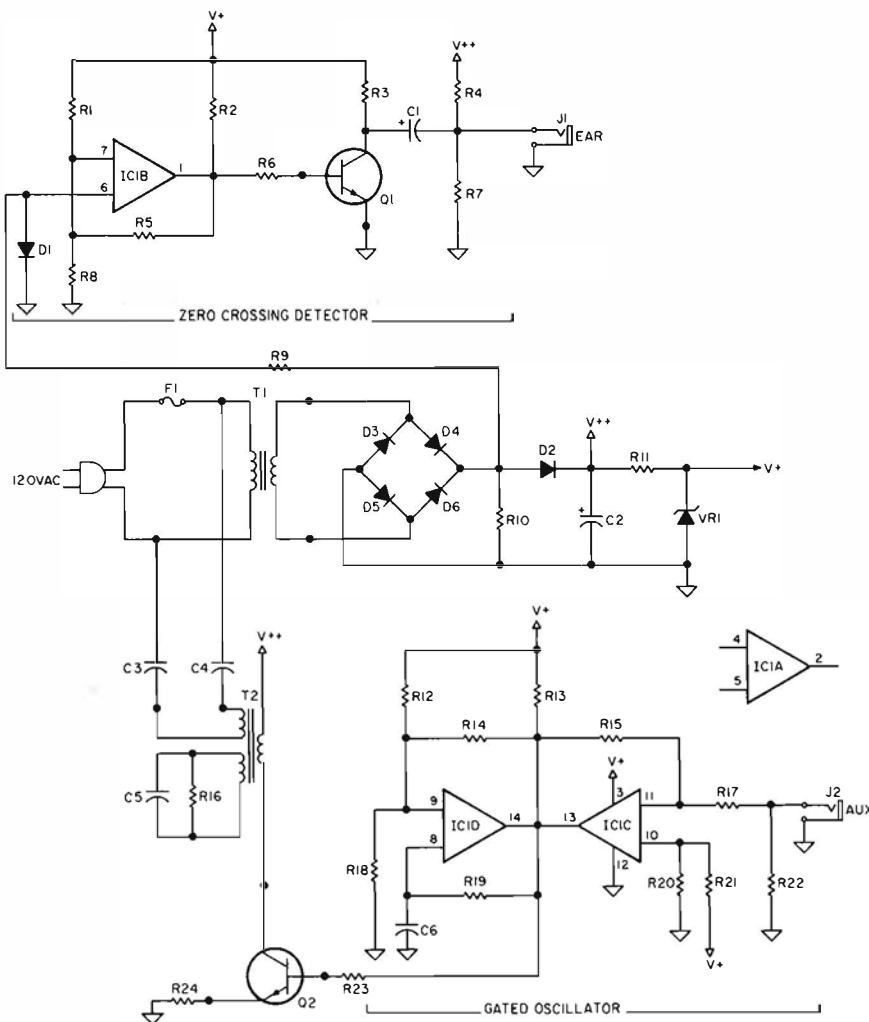 V+
V++
R1
R2
R3
R4
C1
+
J1
EAR
7
6
IC1B
1
R6
Q1
R7
R5
D1
R8
ZERO CROSSING DETECTOR
R9
F1
T1
120VAC
D3
D4
D5
D6
D2
V++
R11
V+
R10
+
C2
VR1
C3
C4
V++
T2
C5
R16
V+
R12
R13
R14
R15
4
5
IC1A
2
V+
3
9
8
IC1D
14
13
IC1C
11
10
12
R17
J2
AUX
R18
R19
R20
R21
R22
C6
V+
R24
Q2
R23
GATED OSCILLATOR